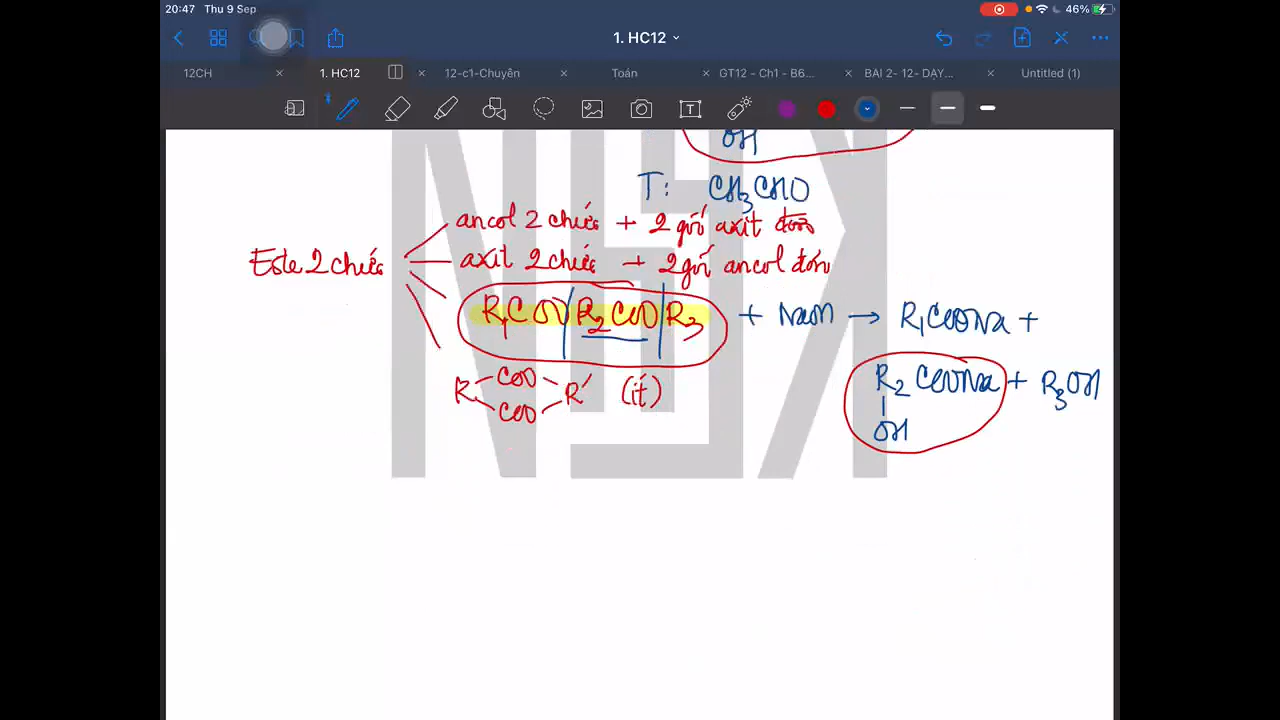 20:47 Thu 9 Sep
46%
1. HC12
12CH
1. HC12
12-c1-Chuyên
Toán
GT12 - Ch1 - B6...
BAI 2- 12- DẠY...
Untitled (1)
OH
T: CH3CHO
ancol 2 chức + 2 gốc axit đơn
Este 2 chức
axit 2 chức + 2 gốc ancol đơn
R1COO R2COO R3 + NaOH → R1COONa +
R2COONa + R3OH
OH
R COO R' (ít)
COO